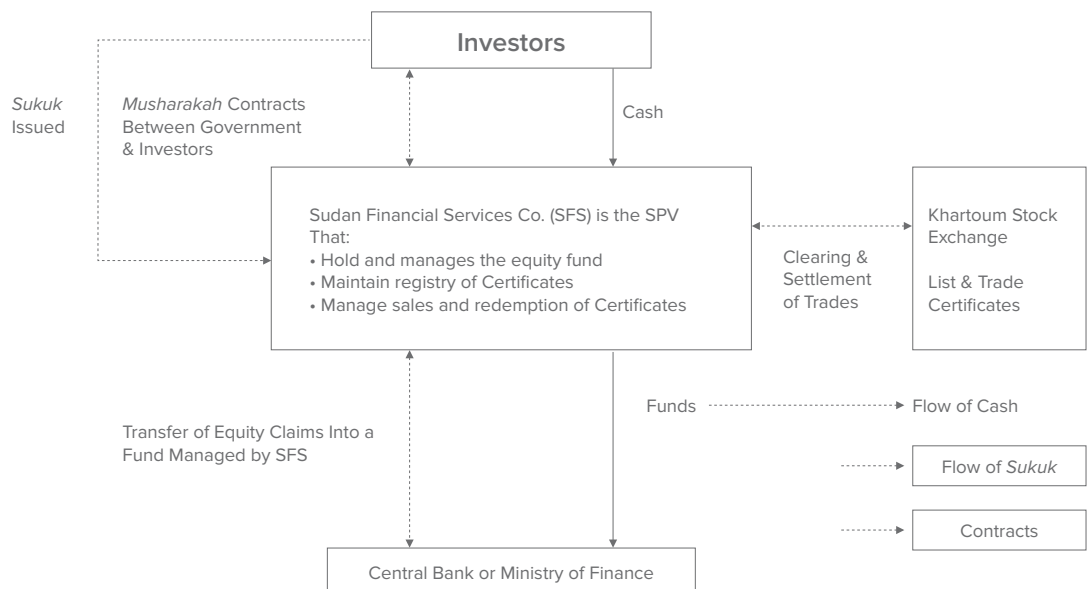 Investors
Sukuk
Issued
Musharakah Contracts
Between Government
& Investors
Cash
Sudan Financial Services Co. (SFS) is the SPV
That:
• Hold and manages the equity fund
• Maintain registry of Certificates
• Manage sales and redemption of Certificates
Clearing &
Settlement
of Trades
Khartoum Stock
Exchange
List & Trade
Certificates
Transfer of Equity Claims Into a
Fund Managed by SFS
Funds
Flow of Cash
Flow of Sukuk
Contracts
Central Bank or Ministry of Finance